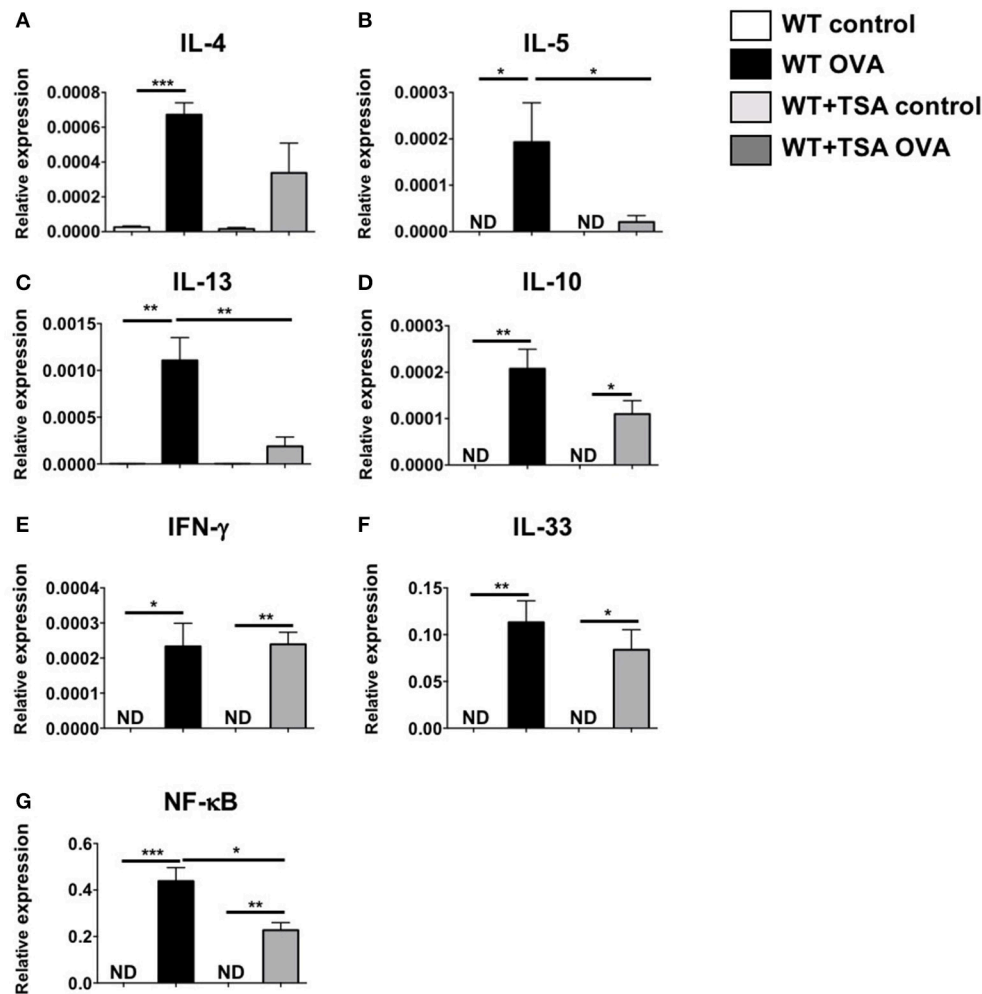 A
IL-4
Relative expression
0.0008
0.0006
0.0004
0.0002
0.0000
***
B
IL-5
Relative expression
0.0003
0.0002
0.0001
0.0000
* *
ND ND
WT control
WT OVA
WT+TSA control
WT+TSA OVA
C
IL-13
Relative expression
0.0015
0.0010
0.0005
0.0000
** **
D
IL-10
Relative expression
0.0003
0.0002
0.0001
0.0000
**
*
ND ND
E
IFN-γ
Relative expression
0.0004
0.0003
0.0002
0.0001
0.0000
*
**
ND ND
F
IL-33
Relative expression
0.15
0.10
0.05
0.00
**
*
ND ND
G
NF-κB
Relative expression
0.6
0.4
0.2
0.0
*** *
**
ND ND